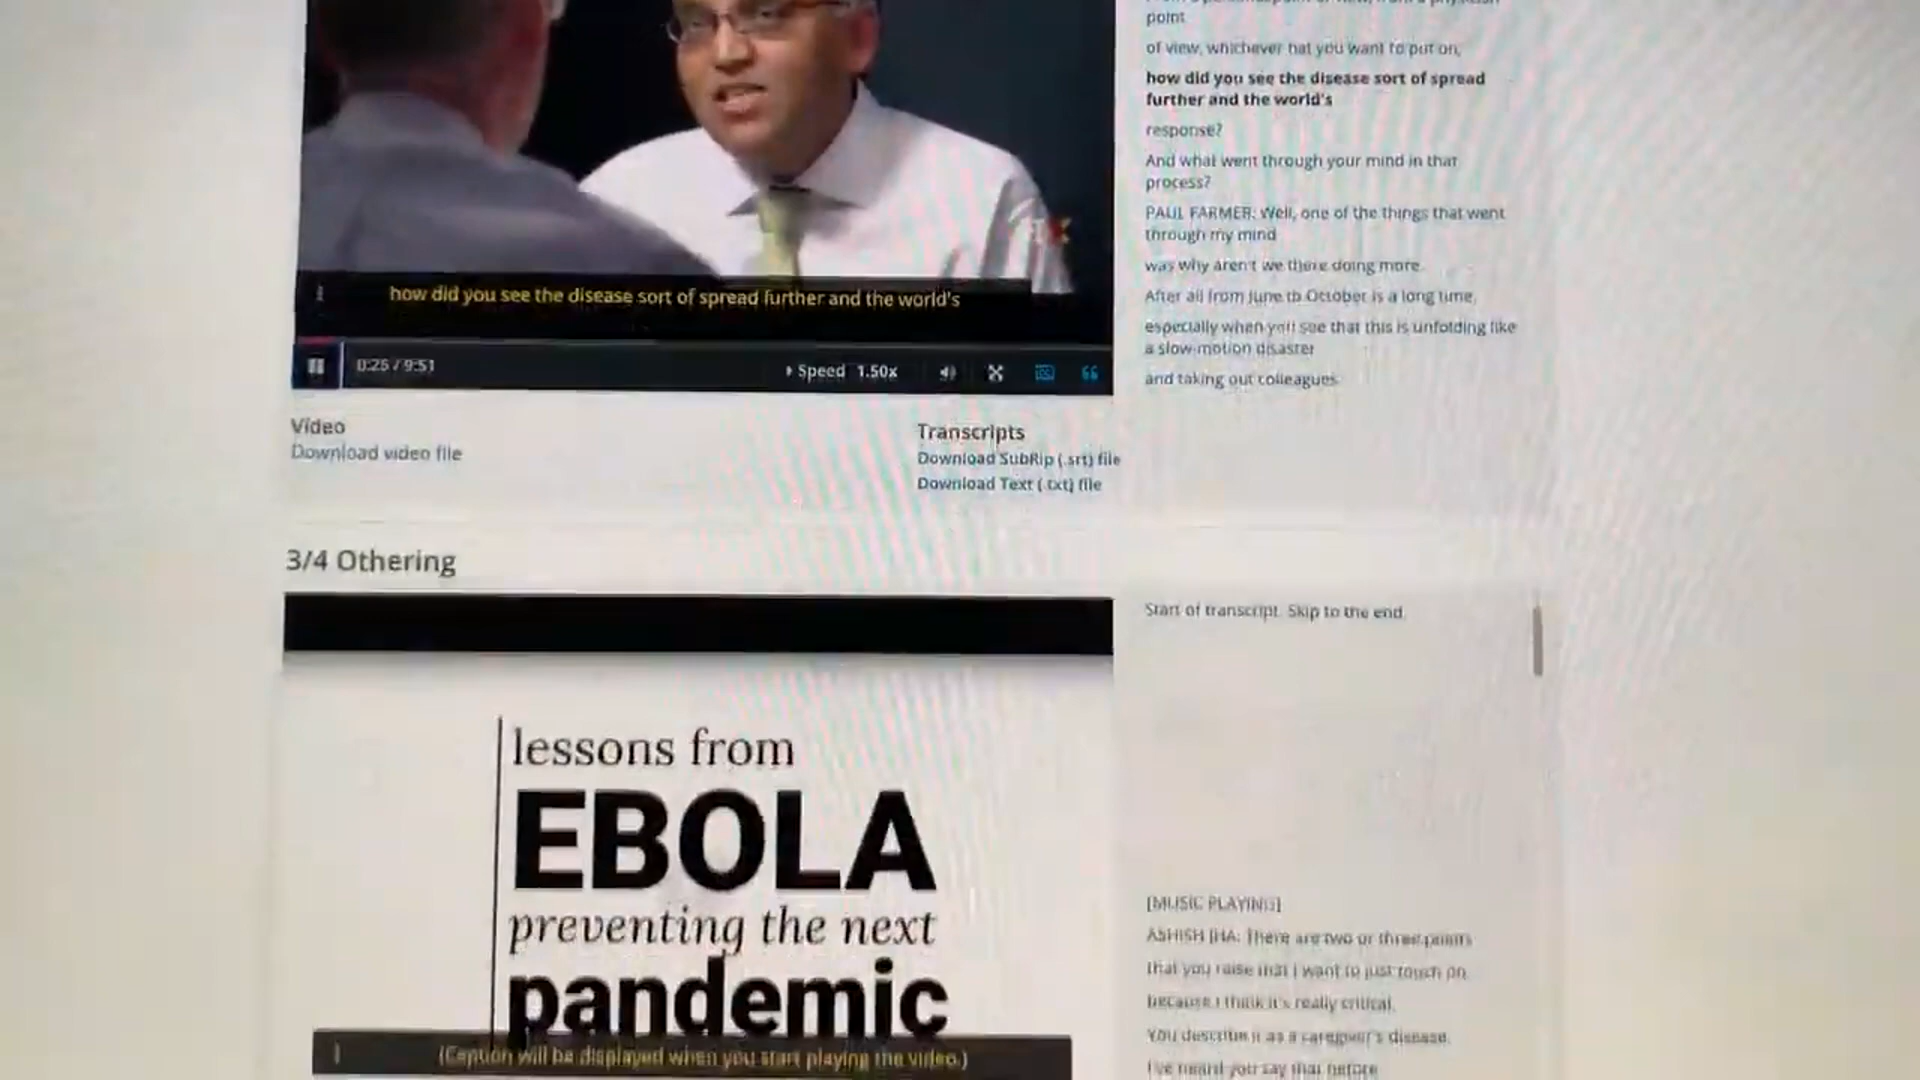 point
of view, whichever hat you want to put on,
how did you see the disease sort of spread
further and the world's
response?
And what went through your mind in that
process?
PAUL FARMER: Well, one of the things that went
through my mind
was why aren't we there doing more.
After all from June to October is a long time,
especially when you see that this is unfolding like
a slow-motion disaster
and taking out colleagues.
how did you see the disease sort of spread further and the world's
0:25 / 9:51
Speed 1.50x
Video
Download video file
Transcripts
Download SubRip (.srt) file
Download Text (.txt) file
3/4 Othering
Start of transcript. Skip to the end.
lessons from
EBOLA
preventing the next
pandemic
(Caption will be displayed when you start playing the video.)
[MUSIC PLAYING]
ASHISH JHA: There are two or three points
that you raise that I want to just touch on
because I think it's really critical.
You describe it as a caregiver's disease.
I've heard you say that before